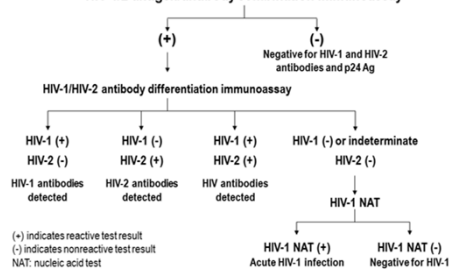 (+)
(-)
Negative for HIV-1 and HIV-2
antibodies and p24 Ag
HIV-1/HIV-2 antibody differentiation immunoassay
HIV-1 (+)
HIV-2 (-)
HIV-1 antibodies
detected
HIV-1 (-)
HIV-2 (+)
HIV-2 antibodies
detected
HIV-1 (+)
HIV-2 (+)
HIV antibodies
detected
HIV-1 (-) or indeterminate
HIV-2 (-)
HIV-1 NAT
HIV-1 NAT (+)
Acute HIV-1 infection
HIV-1 NAT (-)
Negative for HIV-1
(+) indicates reactive test result
(-) indicates nonreactive test result
NAT: nucleic acid test